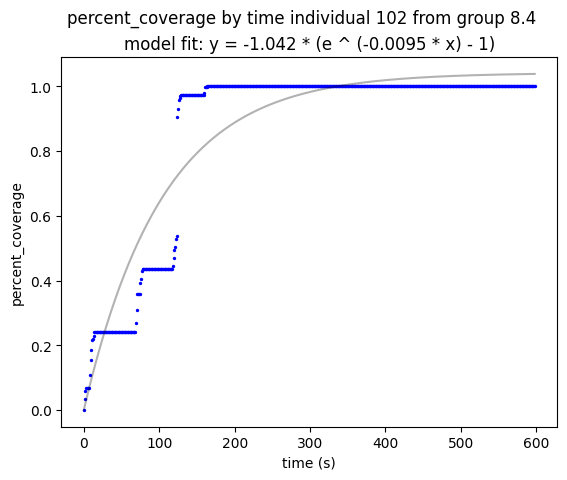 percent_coverage by time individual 102 from group 8.4
model fit: y = -1.042 * (e ^ (-0.0095 * x) - 1)
1.0
0.8
0.6
0.4
0.2
0.0
percent_coverage
0 100 200 300 400 500 600
time (s)